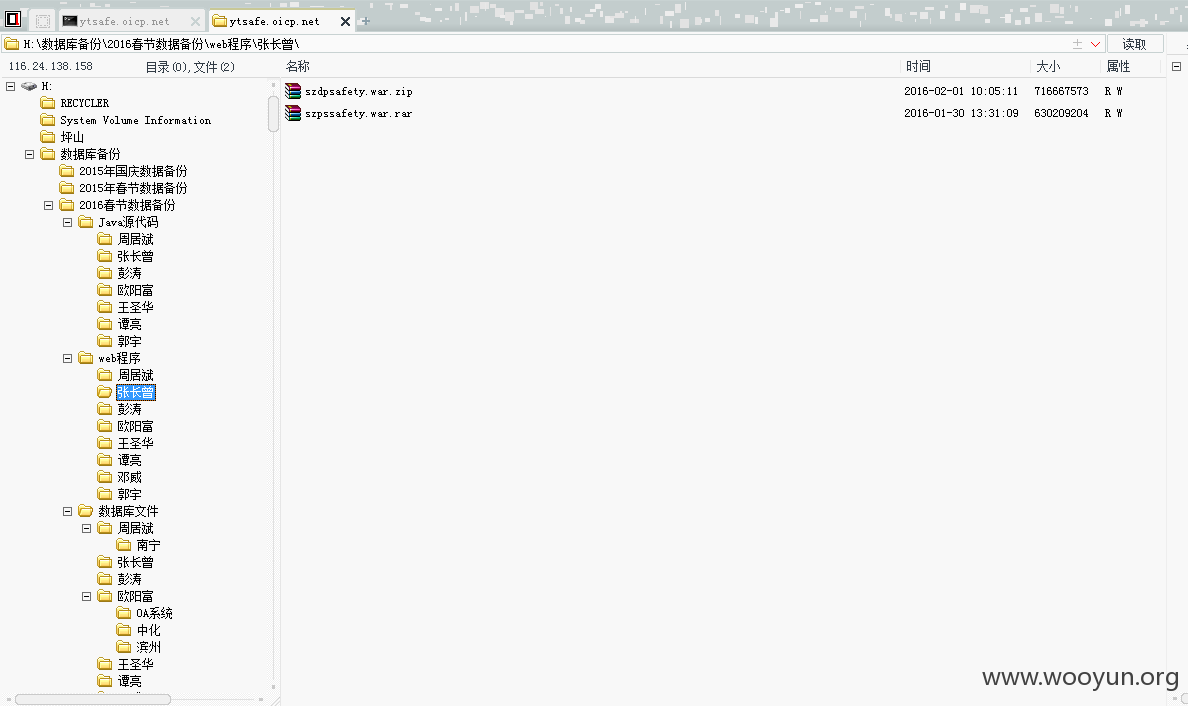 ytsafe.oicp.net
ytsafe.oicp.net
H:\数据库备份\2016春节数据备份\web程序\张长曾\
读取
116.24.138.158
目录(0),文件(2)
名称
时间
大小
属性
szdpsafety.war.zip 2016-02-01 10:05:11 716667573 R W
szpssafety.war.rar 2016-01-30 13:31:09 630209204 R W
H:
RECYCLER
System Volume Information
坪山
数据库备份
2015年国庆数据备份
2015年春节数据备份
2016春节数据备份
Java源代码
周居斌
张长曾
彭涛
欧阳富
王圣华
谭亮
郭宇
web程序
周居斌
张长曾
彭涛
欧阳富
王圣华
谭亮
邓威
郭宇
数据库文件
周居斌
南宁
张长曾
彭涛
欧阳富
OA系统
中化
滨州
王圣华
谭亮
www.wooyun.org